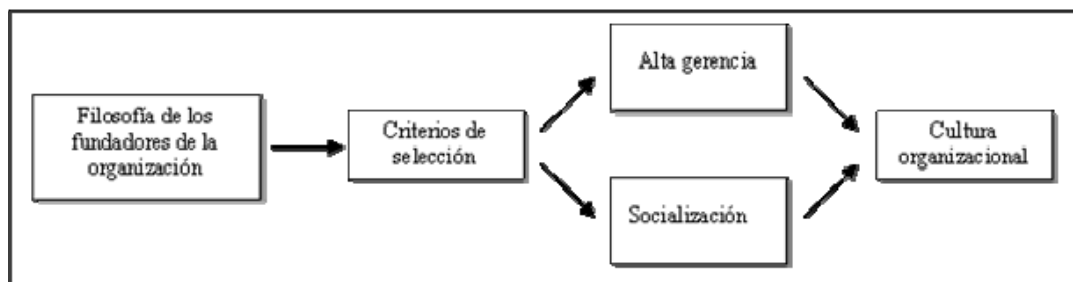 Filosofía de los
fundadores de la
organización
Criterios de
selección
Alta gerencia
Socialización
Cultura
organizacional